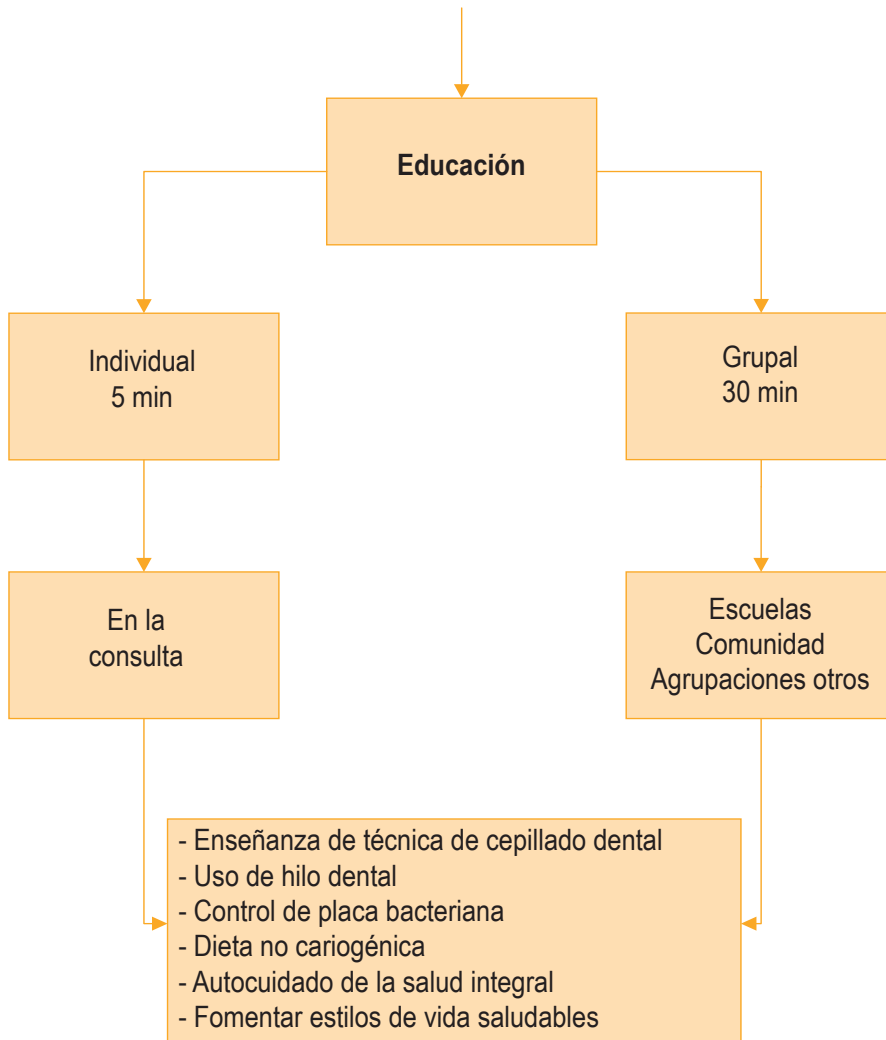 Educación
Individual
5 min
Grupal
30 min
En la
consulta
Escuelas
Comunidad
Agrupaciones otros
- Enseñanza de técnica de cepillado dental
- Uso de hilo dental
- Control de placa bacteriana
- Dieta no cariogénica
- Autocuidado de la salud integral
- Fomentar estilos de vida saludables